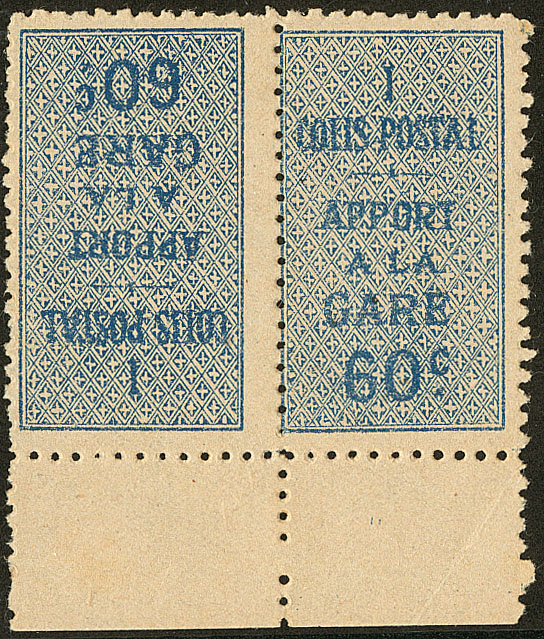 1
COLIS POSTAL
APPORT
A LA
GARE
60c
1
COLIS POSTAL
APPORT
A LA
GARE
60c